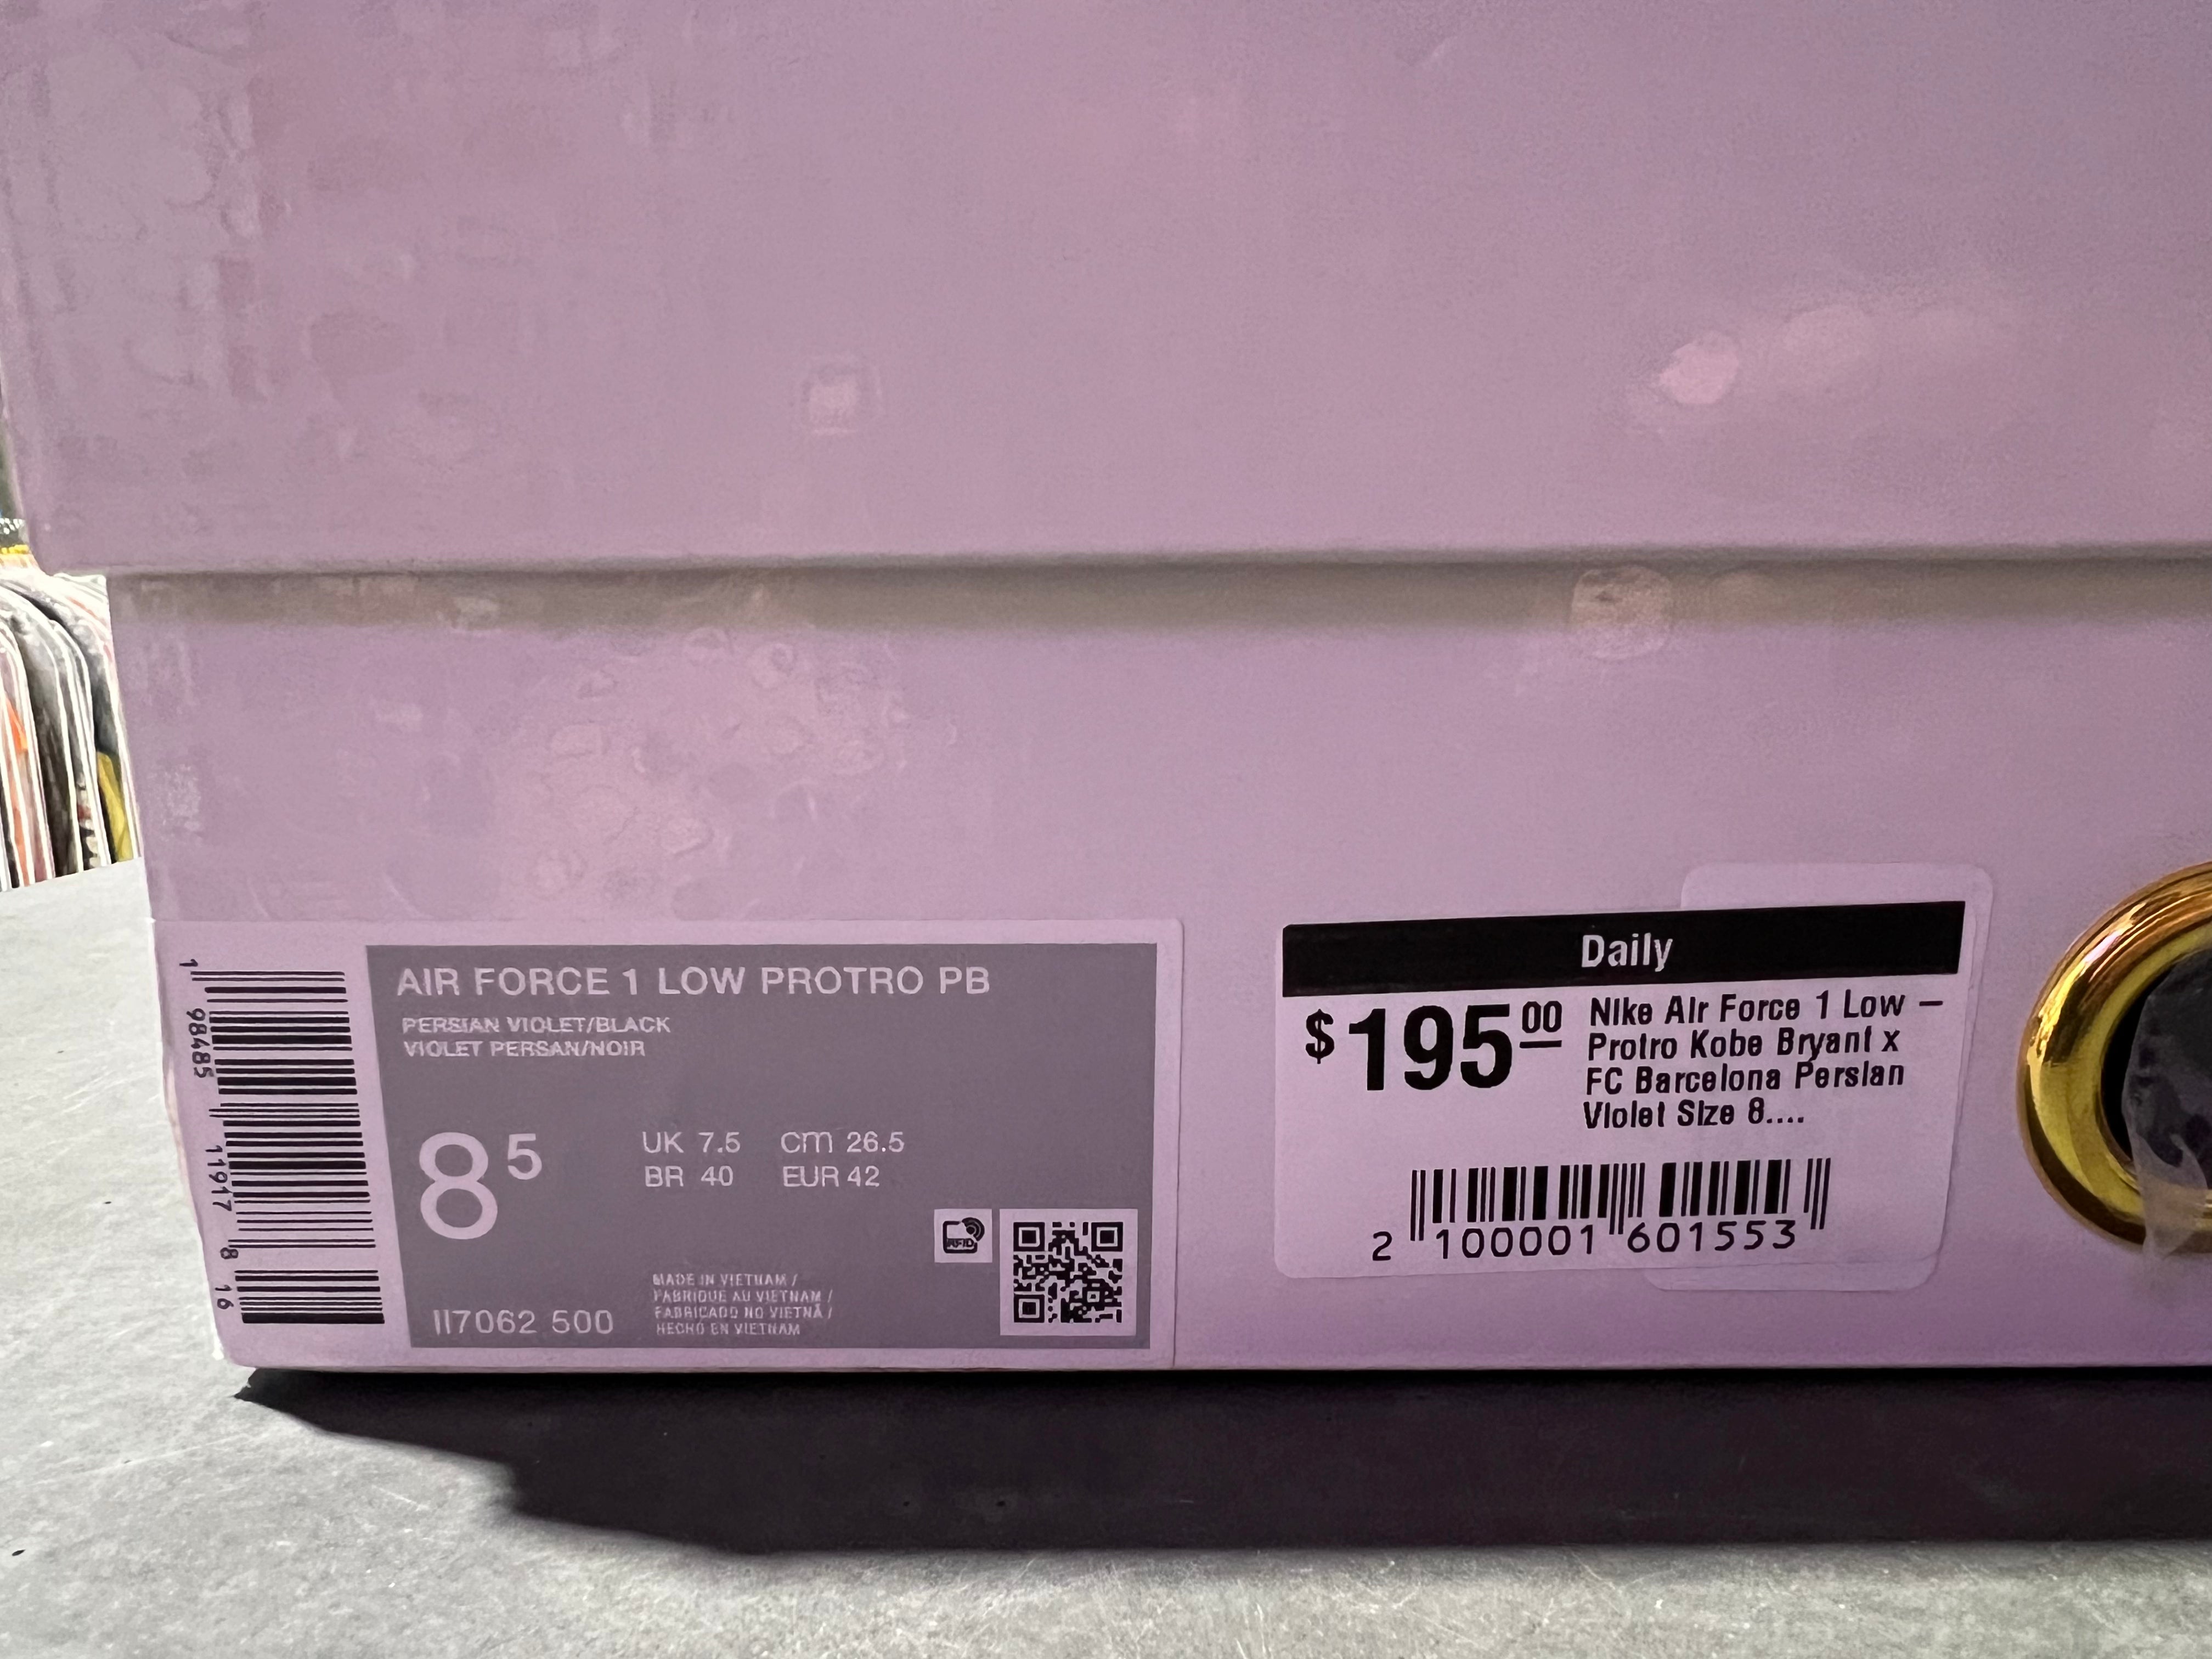 AIR FORCE 1 LOW PROTRO PB
PERSIAN VIOLET/BLACK
VIOLET PERSAN/NOIR
8 5
UK 7.5 cm 26.5
BR 40 EUR 42
RFID
II7062 500
MADE IN VIETNAM /
FABRIQUÉ AU VIETNAM /
FABRICADO NO VIETNÃ /
HECHO EN VIETNAM
1 98485 11917 8 16
Daily
$195.00
Nike Air Force 1 Low –
Protro Kobe Bryant x
FC Barcelona Persian
Violet Size 8....
2 100001 601553